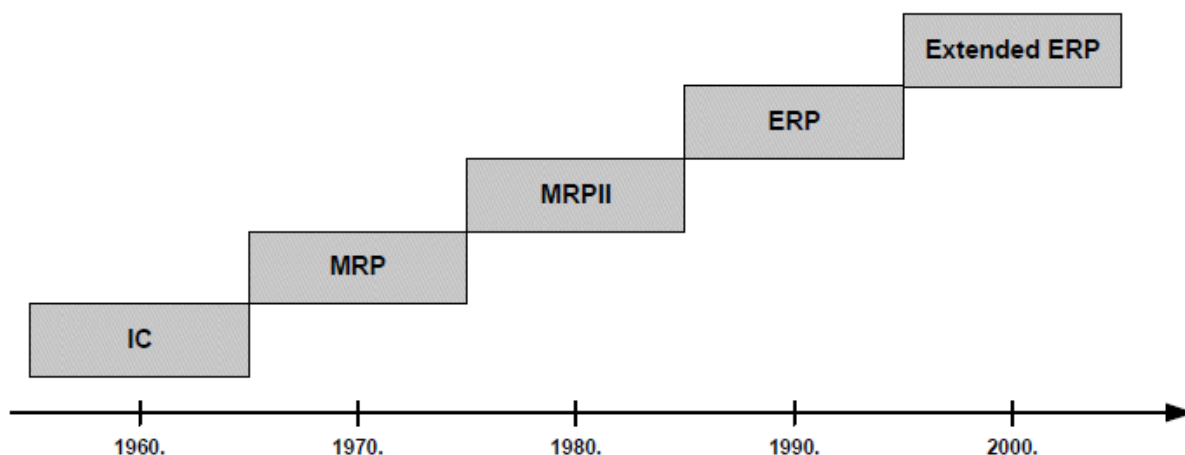 Extended ERP
ERP
MRPII
MRP
IC
1960. 1970. 1980. 1990. 2000.